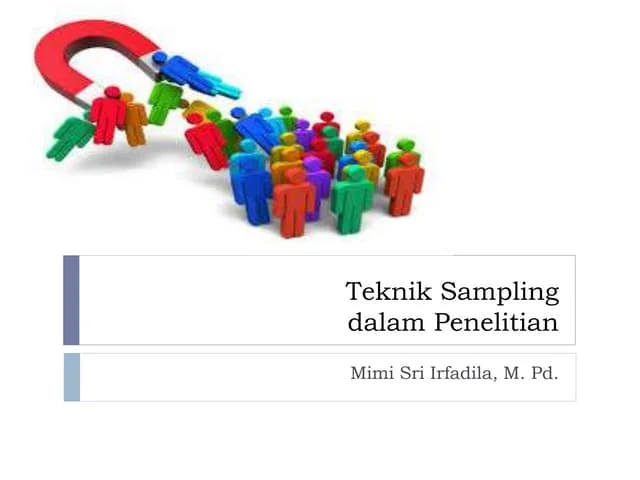 Teknik Sampling
dalam Penelitian
Mimi Sri Irfadila, M. Pd.